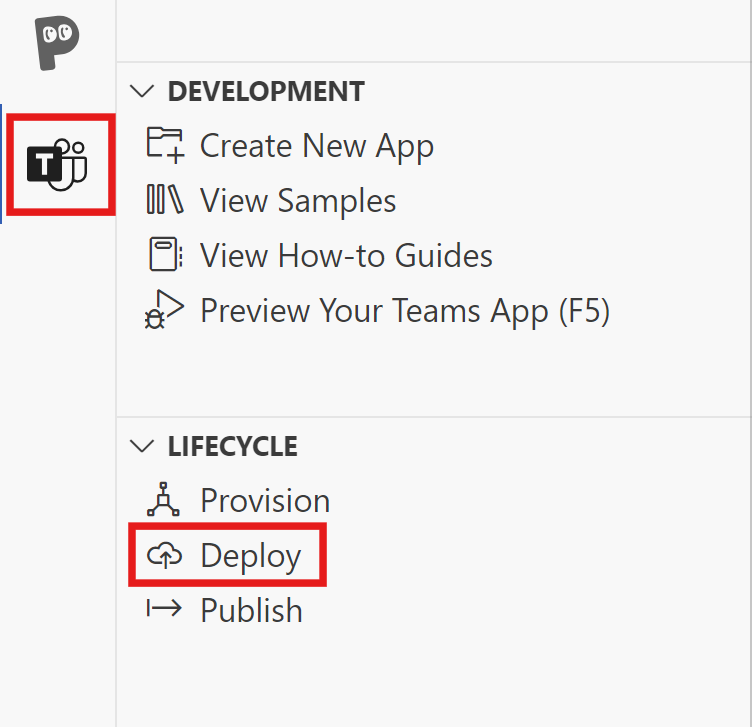 DEVELOPMENT
T
Create New App
View Samples
View How-to Guides
Preview Your Teams App (F5)
LIFECYCLE
Provision
Deploy
Publish